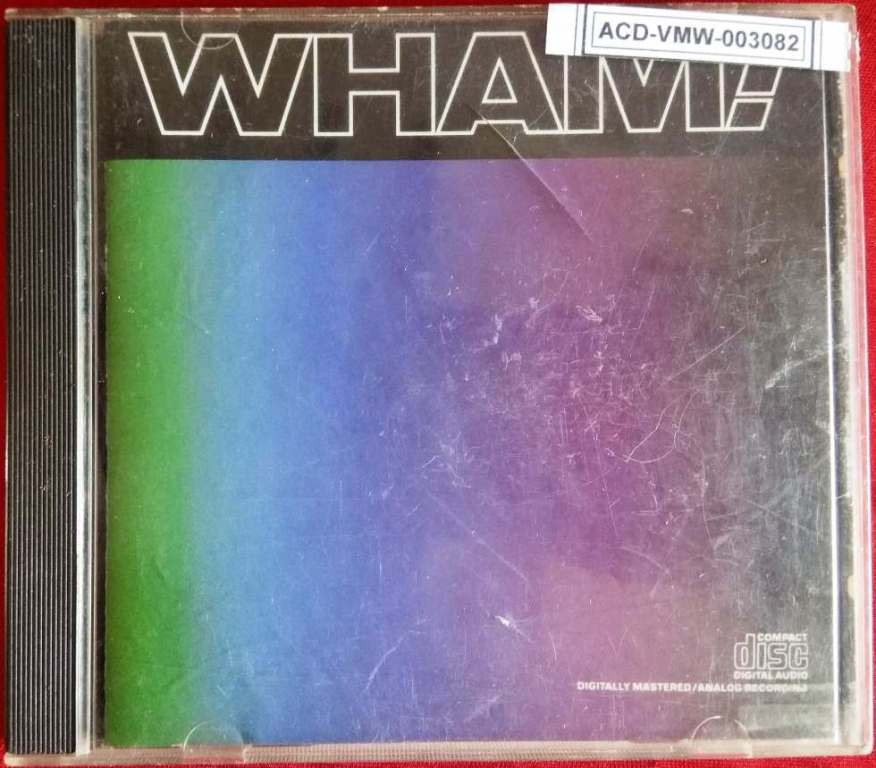 ACD-VMW-003082
WHAM!
COMPACT
disc
DIGITAL AUDIO
DIGITALLY MASTERED/ANALOG RECORDING